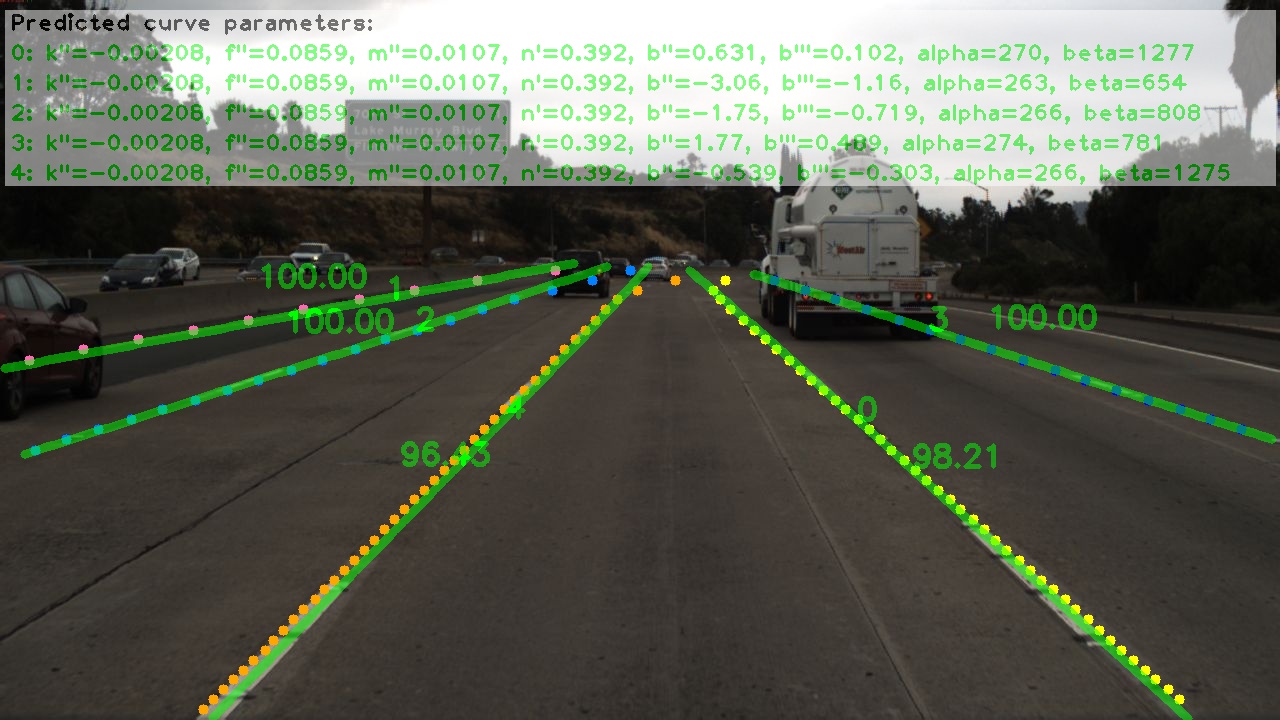 Predicted curve parameters:
0: k''=-0.00208, f''=0.0859, m''=0.0107, n'=0.392, b''=0.631, b'''=0.102, alpha=270, beta=1277
1: k''=-0.00208, f''=0.0859, m''=0.0107, n'=0.392, b''=-3.06, b'''=-1.16, alpha=263, beta=654
2: k''=-0.00208, f''=0.0859, m''=0.0107, n'=0.392, b''=-1.75, b'''=-0.719, alpha=266, beta=808
3: k''=-0.00208, f''=0.0859, m''=0.0107, n'=0.392, b''=1.77, b'''=0.489, alpha=274, beta=781
4: k''=-0.00208, f''=0.0859, m''=0.0107, n'=0.392, b''=-0.539, b'''=-0.303, alpha=266, beta=1275
Lake Murray Blvd
WestAir
100.00 1
100.00 2
3 100.00
4
0
96.43
98.21